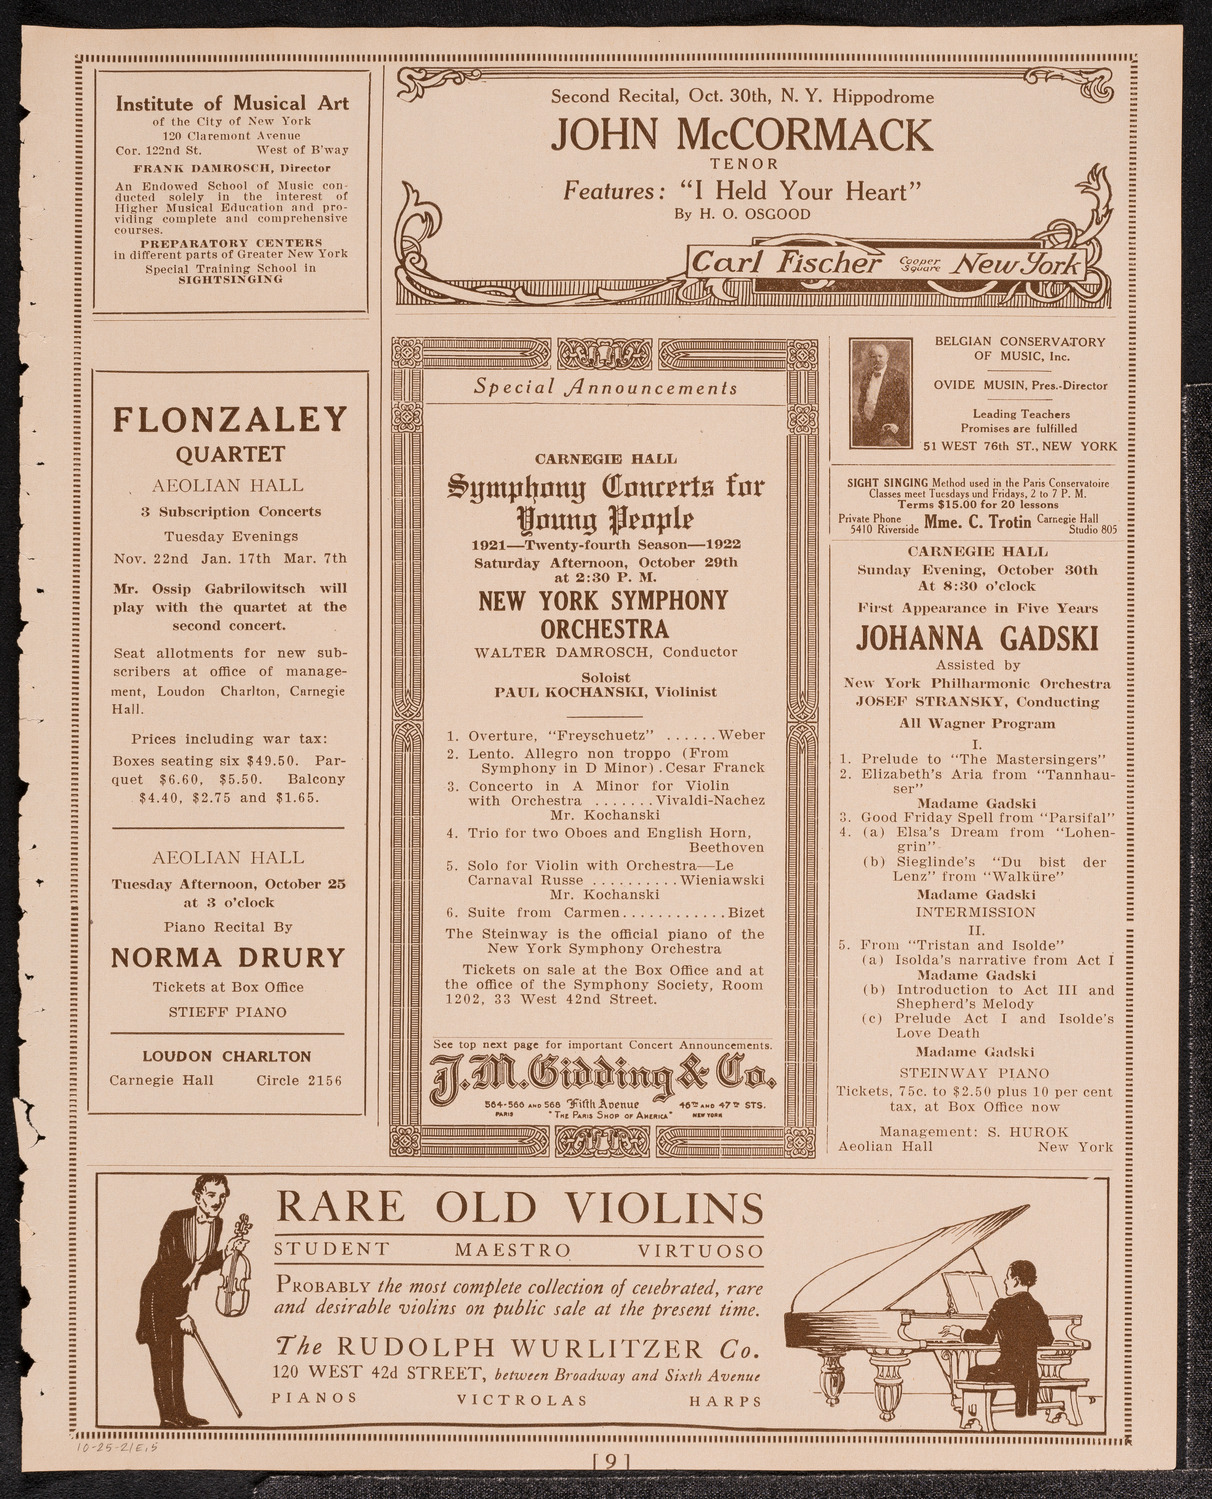 Institute of Musical Art
of the City of New York
120 Claremont Avenue
Cor. 122nd St. West of B'way
FRANK DAMROSCH, Director
An Endowed School of Music con-
ducted solely in the interest of
Higher Musical Education and pro-
viding complete and comprehensive
courses.
PREPARATORY CENTERS
in different parts of Greater New York
Special Training School in
SIGHTSINGING
Second Recital, Oct. 30th, N. Y. Hippodrome
JOHN McCORMACK
TENOR
Features: "I Held Your Heart"
By H. O. OSGOOD
Carl Fischer Cooper Square New York
FLONZALEY
QUARTET
AEOLIAN HALL
3 Subscription Concerts
Tuesday Evenings
Nov. 22nd Jan. 17th Mar. 7th
Mr. Ossip Gabrilowitsch will
play with the quartet at the
second concert.
Seat allotments for new sub-
scribers at office of manage-
ment, Loudon Charlton, Carnegie
Hall.
Prices including war tax:
Boxes seating six $49.50. Par-
quet $6.60, $5.50. Balcony
$4.40, $2.75 and $1.65.
AEOLIAN HALL
Tuesday Afternoon, October 25
at 3 o'clock
Piano Recital By
NORMA DRURY
Tickets at Box Office
STIEFF PIANO
LOUDON CHARLTON
Carnegie Hall Circle 2156
Special Announcements
CARNEGIE HALL
Symphony Concerts for
Young People
1921—Twenty-fourth Season—1922
Saturday Afternoon, October 29th
at 2:30 P. M.
NEW YORK SYMPHONY
ORCHESTRA
WALTER DAMROSCH, Conductor
Soloist
PAUL KOCHANSKI, Violinist
1. Overture, "Freyschuetz" ......Weber
2. Lento. Allegro non troppo (From
Symphony in D Minor) . Cesar Franck
3. Concerto in A Minor for Violin
with Orchestra .......Vivaldi-Nachez
Mr. Kochanski
4. Trio for two Oboes and English Horn,
Beethoven
5. Solo for Violin with Orchestra—Le
Carnaval Russe ..........Wieniawski
Mr. Kochanski
6. Suite from Carmen............Bizet
The Steinway is the official piano of the
New York Symphony Orchestra
Tickets on sale at the Box Office and at
the office of the Symphony Society, Room
1202, 33 West 42nd Street.
See top next page for important Concert Announcements.
J.M.Gidding & Co.
564-566 AND 568 Fifth Avenue 46TH AND 47TH STS.
PARIS "THE PARIS SHOP OF AMERICA" NEW YORK
BELGIAN CONSERVATORY
OF MUSIC, Inc.
OVIDE MUSIN, Pres.-Director
Leading Teachers
Promises are fulfilled
51 WEST 76th ST., NEW YORK
SIGHT SINGING Method used in the Paris Conservatoire
Classes meet Tuesdays und Fridays, 2 to 7 P. M.
Terms $15.00 for 20 lessons
Private Phone 5410 Riverside Mme. C. Trotin Carnegie Hall Studio 805
CARNEGIE HALL
Sunday Evening, October 30th
At 8:30 o'clock
First Appearance in Five Years
JOHANNA GADSKI
Assisted by
New York Philharmonic Orchestra
JOSEF STRANSKY, Conducting
All Wagner Program
I.
1. Prelude to "The Mastersingers"
2. Elizabeth's Aria from "Tannhau-
ser"
Madame Gadski
3. Good Friday Spell from "Parsifal"
4. (a) Elsa's Dream from "Lohen-
grin"
(b) Sieglinde's "Du bist der
Lenz" from "Walküre"
Madame Gadski
INTERMISSION
II.
5. From "Tristan and Isolde"
(a) Isolda's narrative from Act I
Madame Gadski
(b) Introduction to Act III and
Shepherd's Melody
(c) Prelude Act I and Isolde's
Love Death
Madame Gadski
STEINWAY PIANO
Tickets, 75c. to $2.50 plus 10 per cent
tax, at Box Office now
Management: S. HUROK
Aeolian Hall New York
RARE OLD VIOLINS
STUDENT MAESTRO VIRTUOSO
PROBABLY the most complete collection of celebrated, rare
and desirable violins on public sale at the present time.
The RUDOLPH WURLITZER Co.
120 WEST 42d STREET, between Broadway and Sixth Avenue
PIANOS VICTROLAS HARPS
10-25-21E,5
[ 9 ]